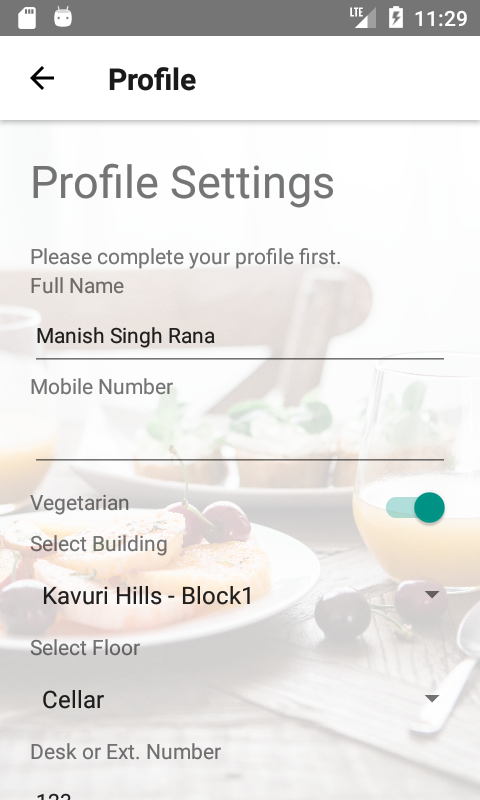 LTE 11:29
Profile
Profile Settings
Please complete your profile first.
Full Name
Manish Singh Rana
Mobile Number
Vegetarian
Select Building
Kavuri Hills - Block1
Select Floor
Cellar
Desk or Ext. Number
123